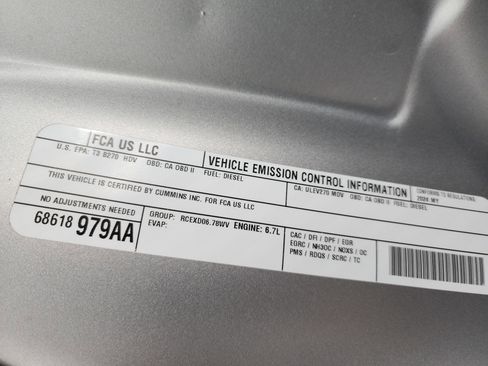 FCA US LLC
VEHICLE EMISSION CONTROL INFORMATION
CONFORMS TO REGULATIONS
2024 MY
U.S. EPA: T3 B270 HDV OBD: CA OBD II FUEL: DIESEL
CA: ULEV270 MDV OBD: CA OBD II FUEL: DIESEL
THIS VEHICLE IS CERTIFIED BY CUMMINS INC. FOR FCA US LLC
NO ADJUSTMENTS NEEDED
68618 979AA
GROUP: RCEXD06.78WV ENGINE: 6.7L
EVAP:
CAC / DFI / DPF / EGR
EGRC / NH3OC / NOXS / OC
PMS / RDQS / SCRC / TC